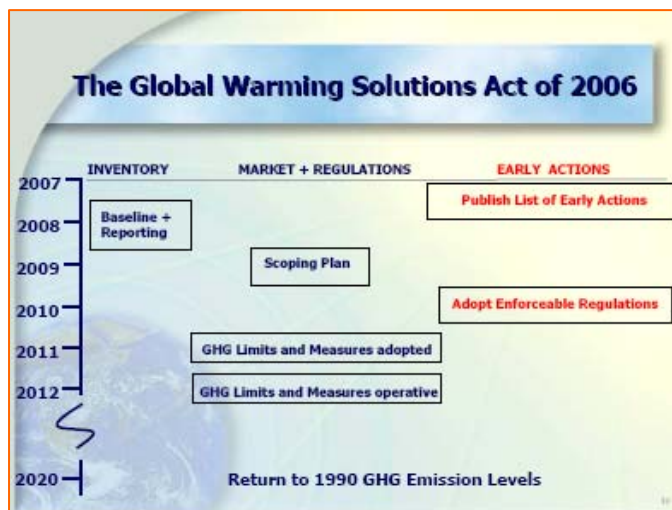 The Global Warming Solutions Act of 2006
INVENTORY MARKET + REGULATIONS EARLY ACTIONS
2007
Publish List of Early Actions
Baseline +
Reporting
2008
Scoping Plan
2009
2010
Adopt Enforceable Regulations
2011
GHG Limits and Measures adopted
2012
GHG Limits and Measures operative
2020
Return to 1990 GHG Emission Levels